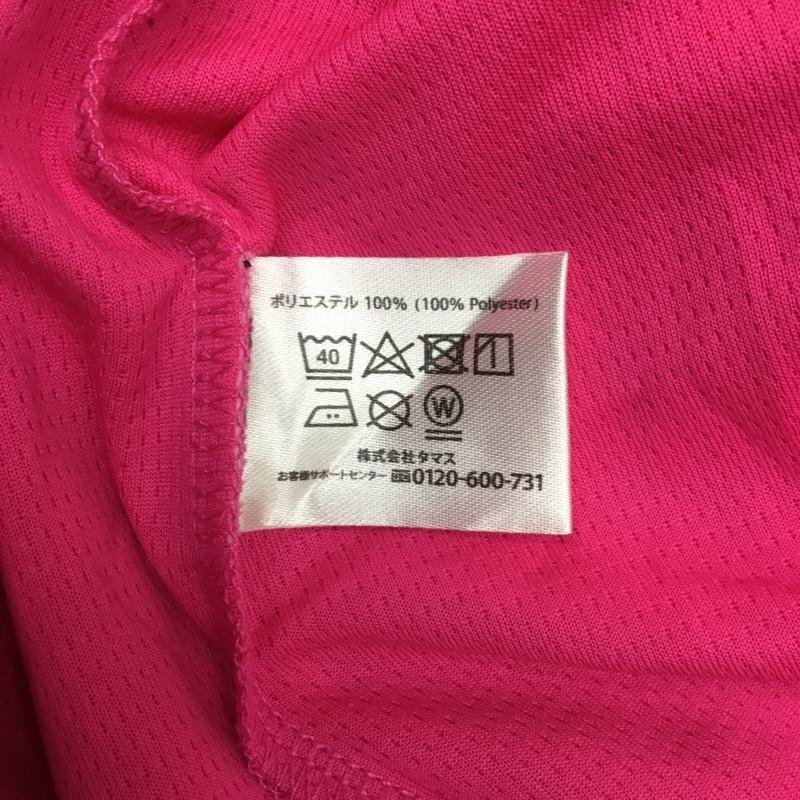 ポリエステル 100% (100% Polyester)
40
W
株式会社タマス
お客様サポートセンター 0120-600-731